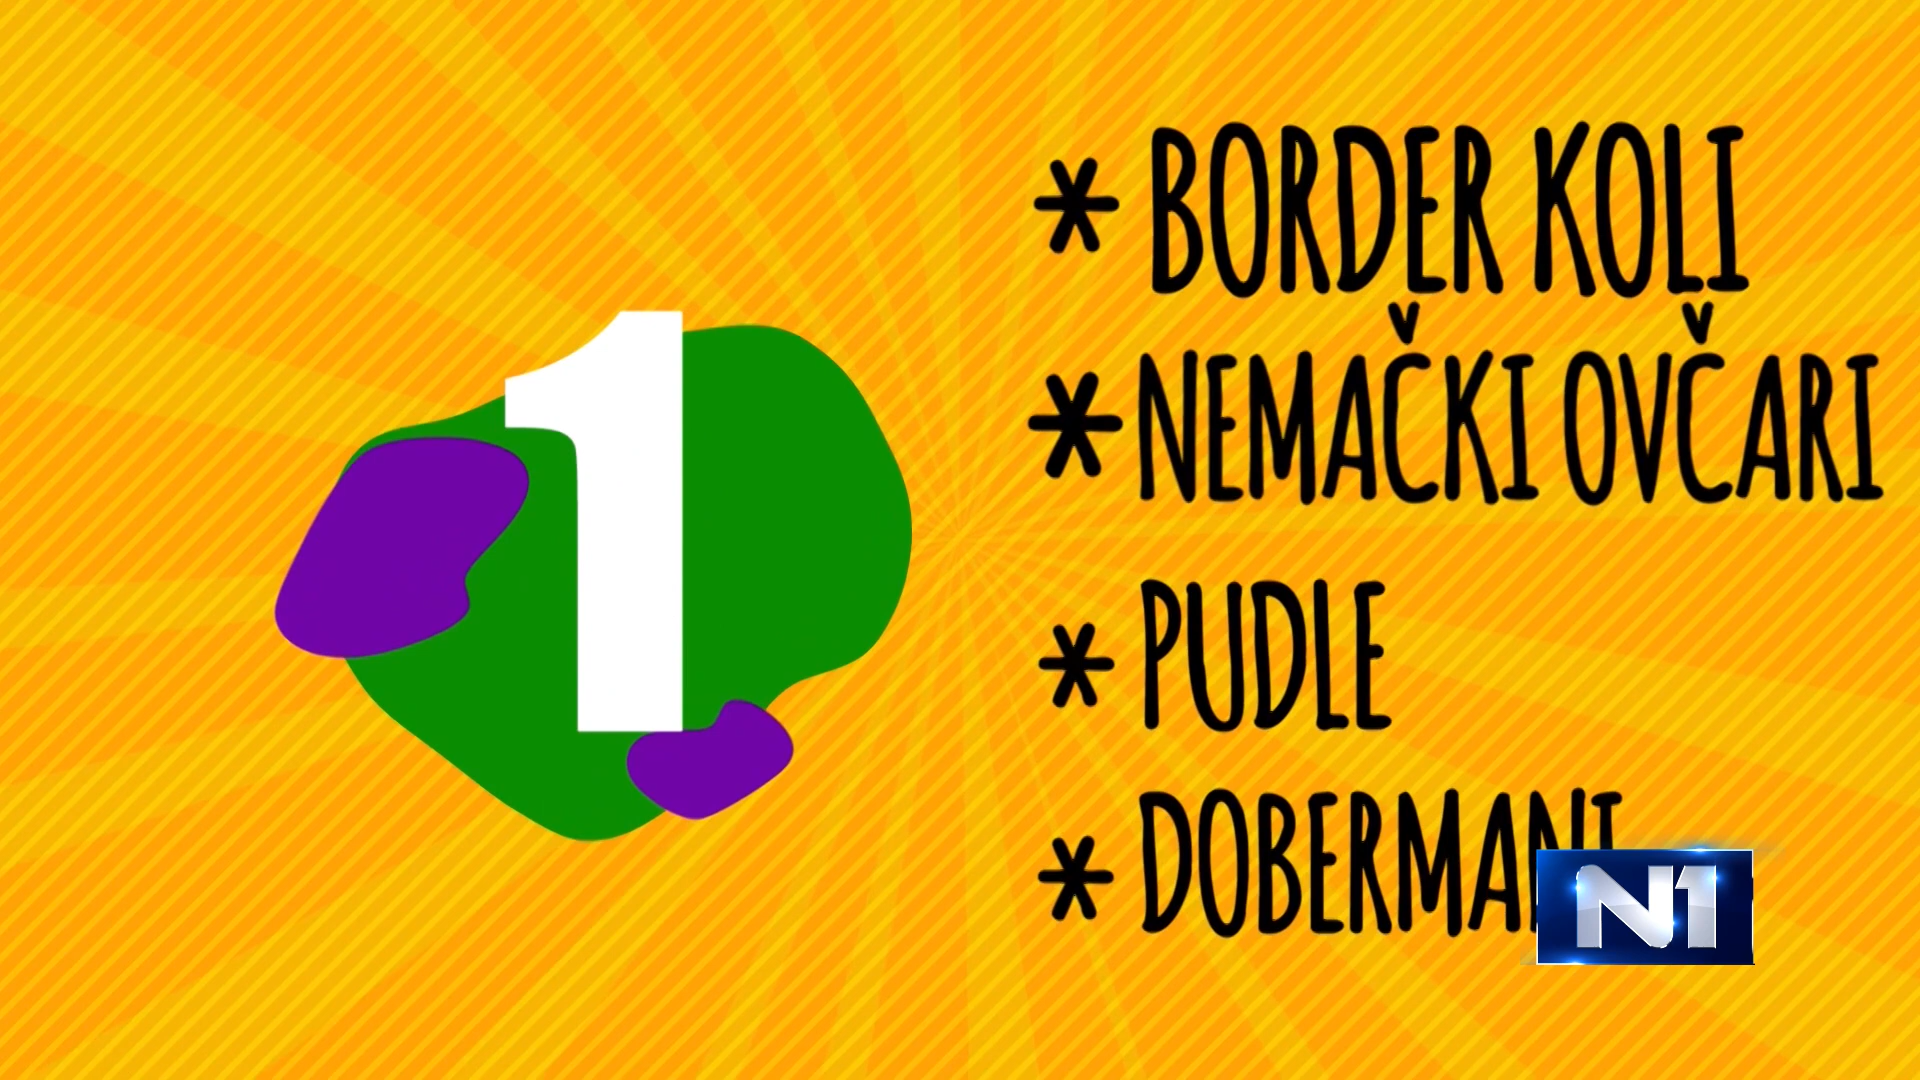 1
* BORDER KOLI
* NEMAČKI OVČARI
* PUDLE
* DOBERMANI
N1